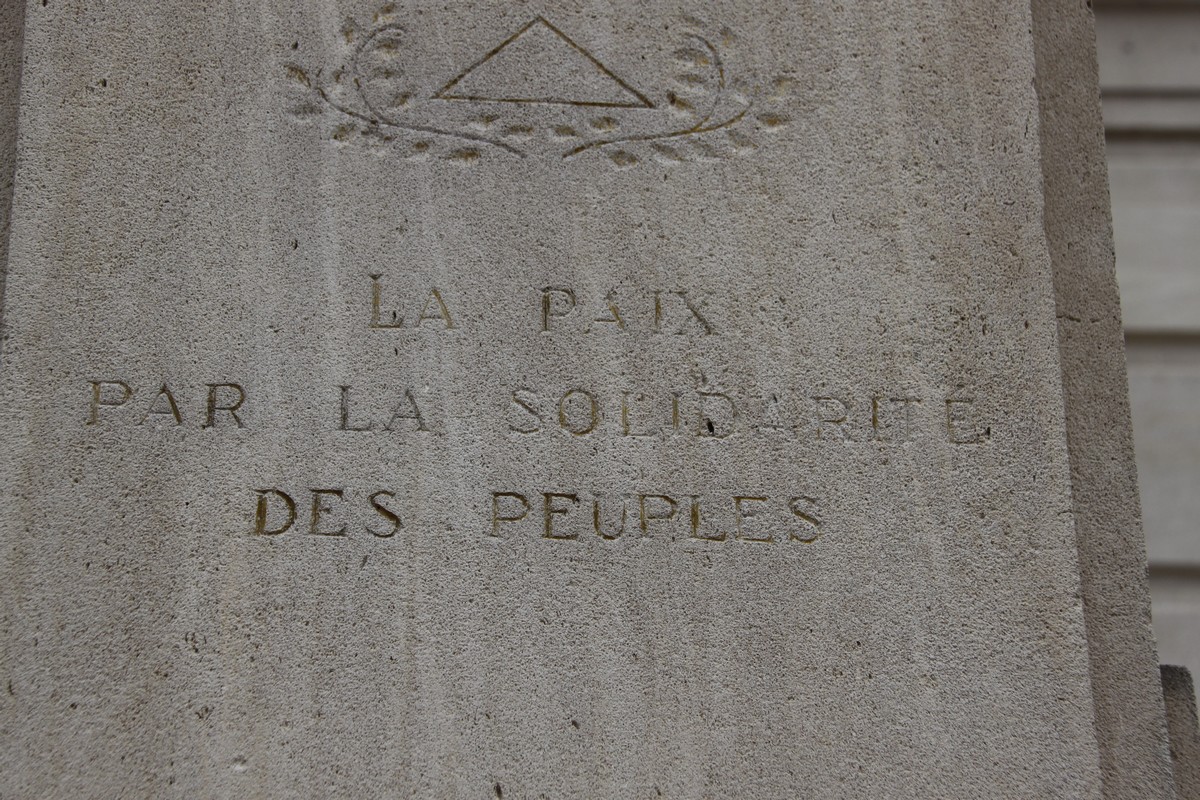 LA PAIX
PAR LA SOLIDARITÉ
DES PEUPLES